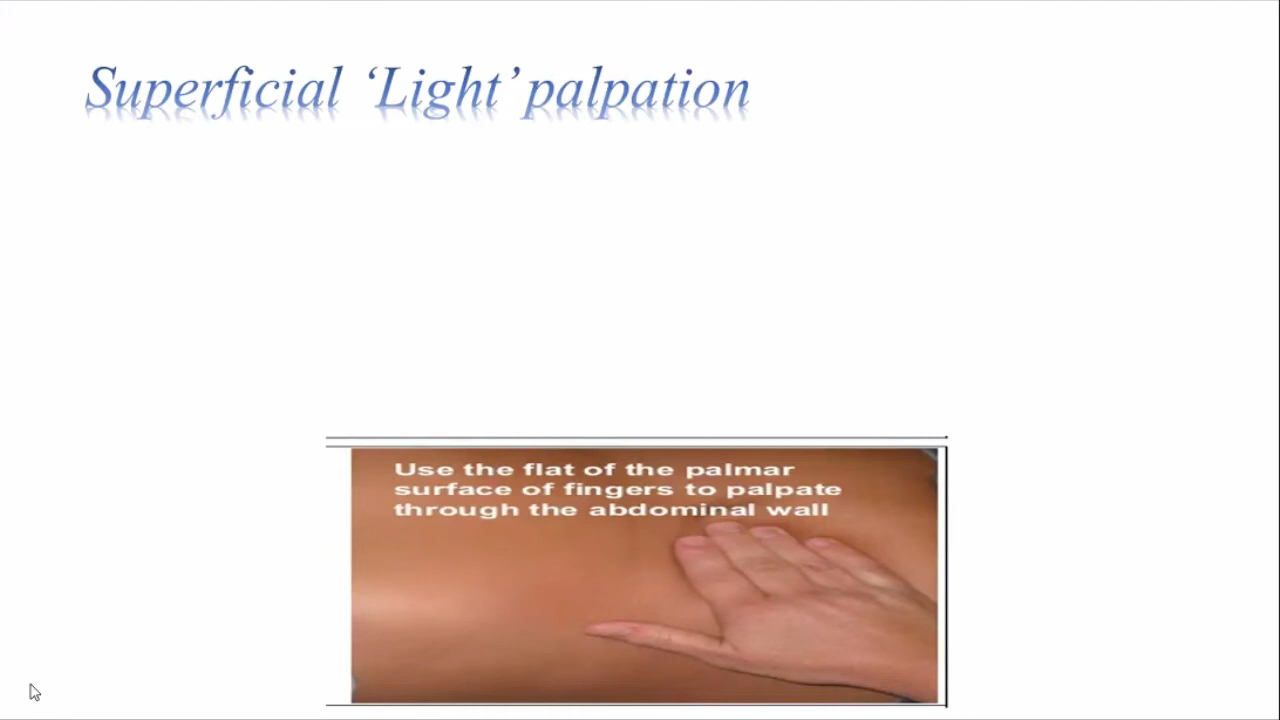 Superficial ‘Light’ palpation
Use the flat of the palmar
surface of fingers to palpate
through the abdominal wall